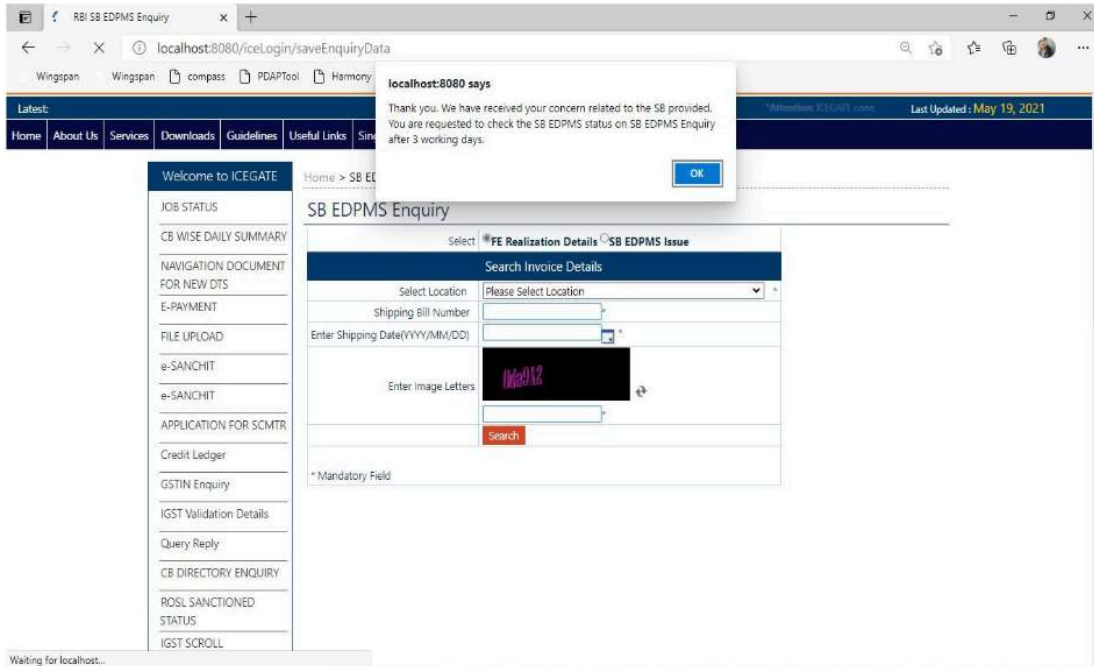 RBI SB EDPMS Enquiry
localhost:8080/iceLogin/saveEnquiryData
Wingspan Wingspan compass PDAPTool Harmony
localhost:8080 says
Thank you. We have received your concern related to the SB provided.
You are requested to check the SB EDPMS status on SB EDPMS Enquiry
after 3 working days.
OK
Latest:
Last Updated : May 19, 2021
Home About Us Services Downloads Guidelines Useful Links Sin
Welcome to ICEGATE
JOB STATUS
CB WISE DAILY SUMMARY
NAVIGATION DOCUMENT
FOR NEW DTS
E-PAYMENT
FILE UPLOAD
e-SANCHIT
e-SANCHIT
APPLICATION FOR SCMTR
Credit Ledger
GSTIN Enquiry
IGST Validation Details
Query Reply
CB DIRECTORY ENQUIRY
ROSL SANCTIONED
STATUS
IGST SCROLL
Home > SB ED
SB EDPMS Enquiry
Select FE Realization Details SB EDPMS Issue
Search Invoice Details
Select Location Please Select Location *
Shipping Bill Number *
Enter Shipping Date(YYYY/MM/DD) *
Enter Image Letters
*
Search
* Mandatory Field
Waiting for localhost...